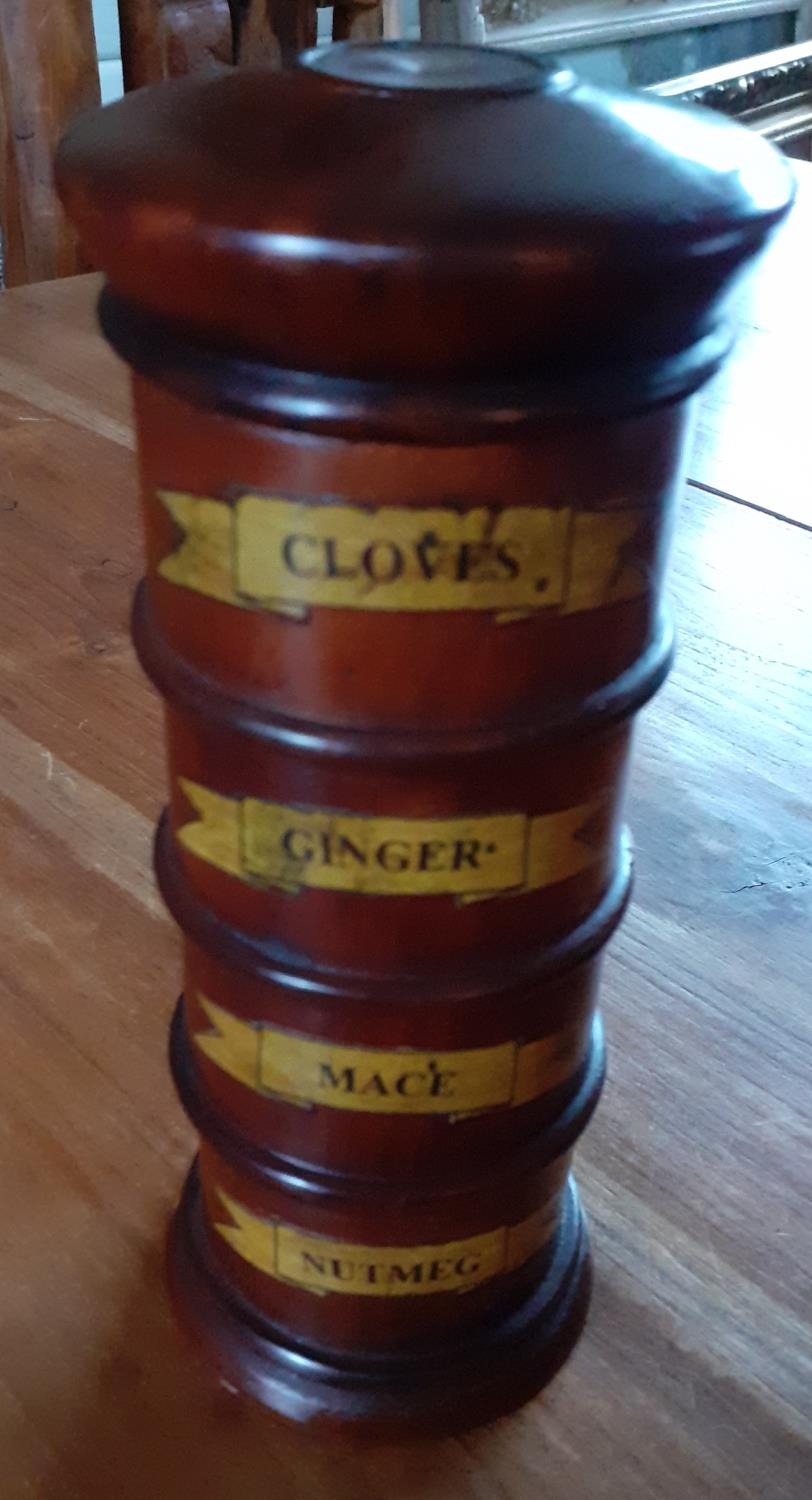 CLOVES.
GINGER.
MACE
NUTMEG